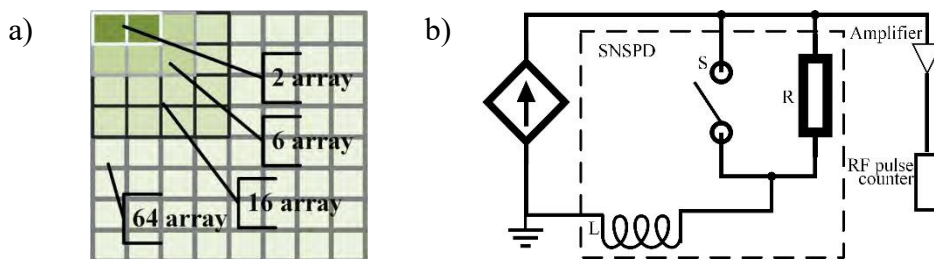 a)
2 array
6 array
16 array
64 array
b)
SNSPD
S
R
L
Amplifier
RF pulse
counter